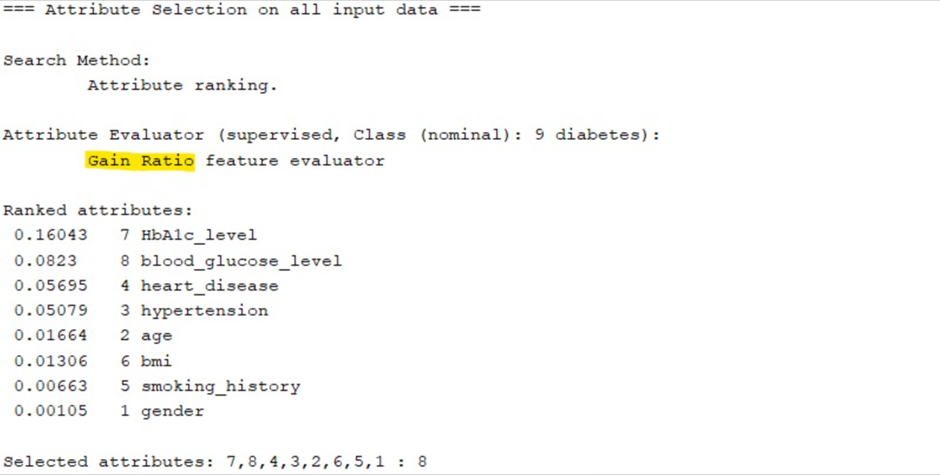 === Attribute Selection on all input data ===
Search Method:
Attribute ranking.
Attribute Evaluator (supervised, Class (nominal): 9 diabetes):
Gain Ratio feature evaluator
Ranked attributes:
0.16043 7 HbA1c_level
0.0823 8 blood_glucose_level
0.05695 4 heart_disease
0.05079 3 hypertension
0.01664 2 age
0.01306 6 bmi
0.00663 5 smoking_history
0.00105 1 gender
Selected attributes: 7,8,4,3,2,6,5,1 : 8